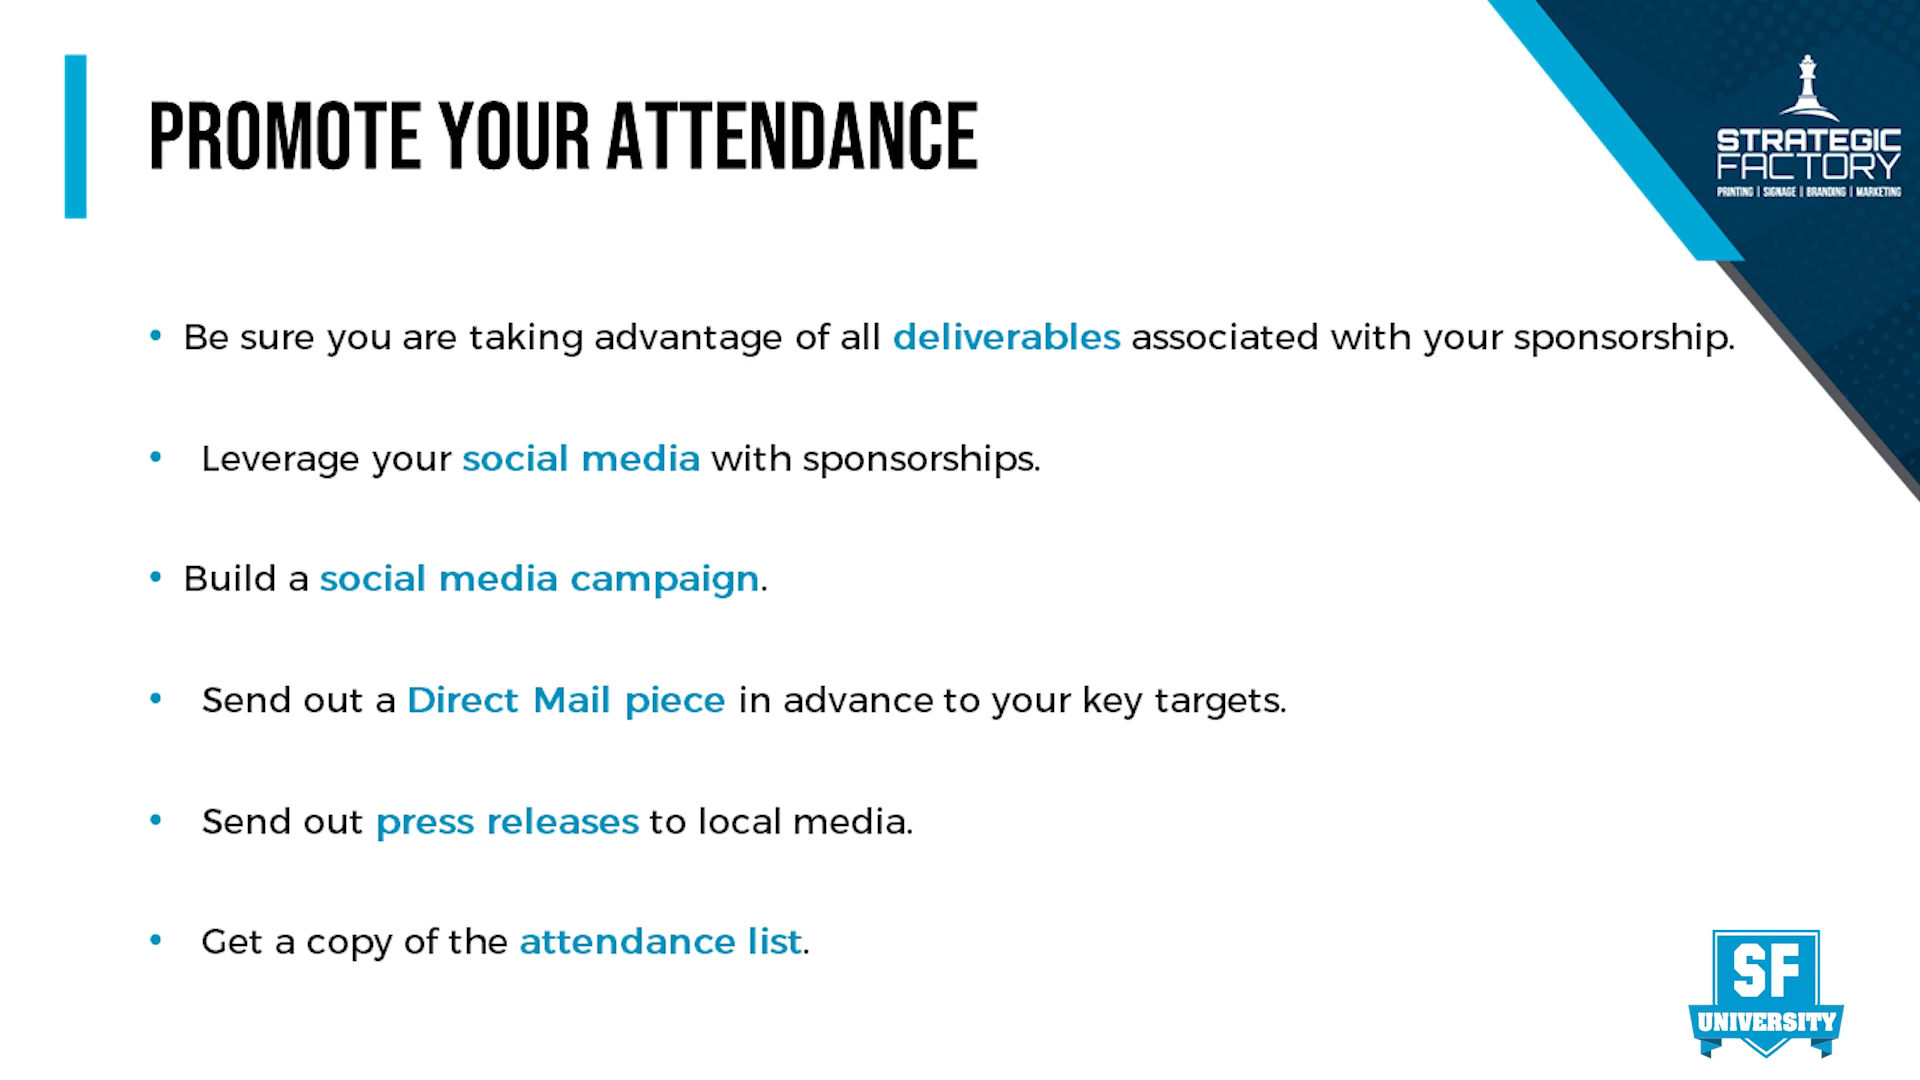 PROMOTE YOUR ATTENDANCE
STRATEGIC
FACTORY
PRINTING | SIGNAGE | BRANDING | MARKETING
• Be sure you are taking advantage of all deliverables associated with your sponsorship.
• Leverage your social media with sponsorships.
• Build a social media campaign.
• Send out a Direct Mail piece in advance to your key targets.
• Send out press releases to local media.
• Get a copy of the attendance list.
SF
UNIVERSITY